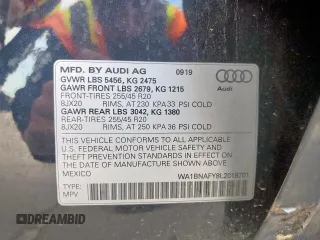 MFD. BY AUDI AG 0919
GVWR LBS 5456, KG 2475
GAWR FRONT LBS 2679, KG 1215
FRONT-TIRES 255/45 R20
8JX20 RIMS, AT 230 KPA 33 PSI COLD
GAWR REAR LBS 3042, KG 1380
REAR-TIRES 255/45 R20
8JX20 RIMS, AT 250 KPA 36 PSI COLD
THIS VEHICLE CONFORMS TO ALL APPLICABLE
U.S. FEDERAL MOTOR VEHICLE SAFETY, BUMPER AND
THEFT PREVENTION STANDARDS IN EFFECT ON THE
DATE OF MANUFACTURE SHOWN ABOVE.
MEXICO
TYPE: WA1BNAFY8L2018701
MPV
AUTOBIDMASTER